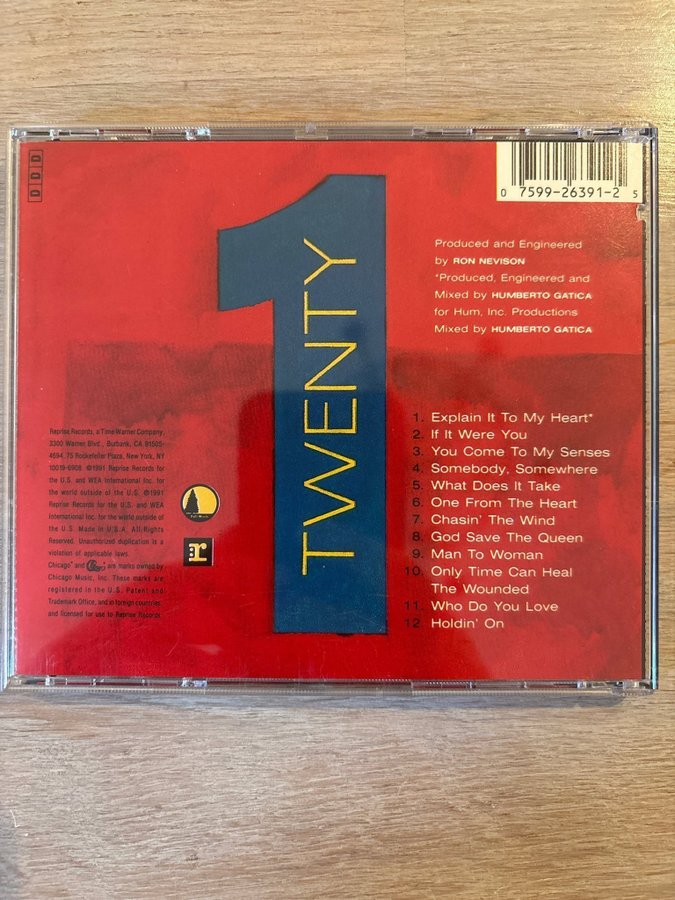 DDD
0 7599-26391-2 5
TWENTY
1
Produced and Engineered
by RON NEVISON
*Produced, Engineered and
Mixed by HUMBERTO GATICA
for Hum, Inc. Productions
Mixed by HUMBERTO GATICA
1. Explain It To My Heart*
2. If It Were You
3. You Come To My Senses
4. Somebody, Somewhere
5. What Does It Take
6. One From The Heart
7. Chasin' The Wind
8. God Save The Queen
9. Man To Woman
10. Only Time Can Heal
The Wounded
11. Who Do You Love
12. Holdin' On
Reprise Records, a Time Warner Company,
3300 Warner Blvd., Burbank, CA 91505-
4694, 75 Rockefeller Plaza, New York, NY
10019-6908. ©1991 Reprise Records for
the U.S. and WEA International Inc. for
the world outside of the U.S. ℗1991
Reprise Records for the U.S. and WEA
International Inc. for the world outside of
the U.S. Made in U.S.A. All Rights
Reserved. Unauthorized duplication is a
violation of applicable laws.
Chicago® and Chicago® are marks owned by
Chicago Music, Inc. These marks are
registered in the U.S. Patent and
Trademark Office, and in foreign countries
and licensed for use to Reprise Records.
Full Moon
:r